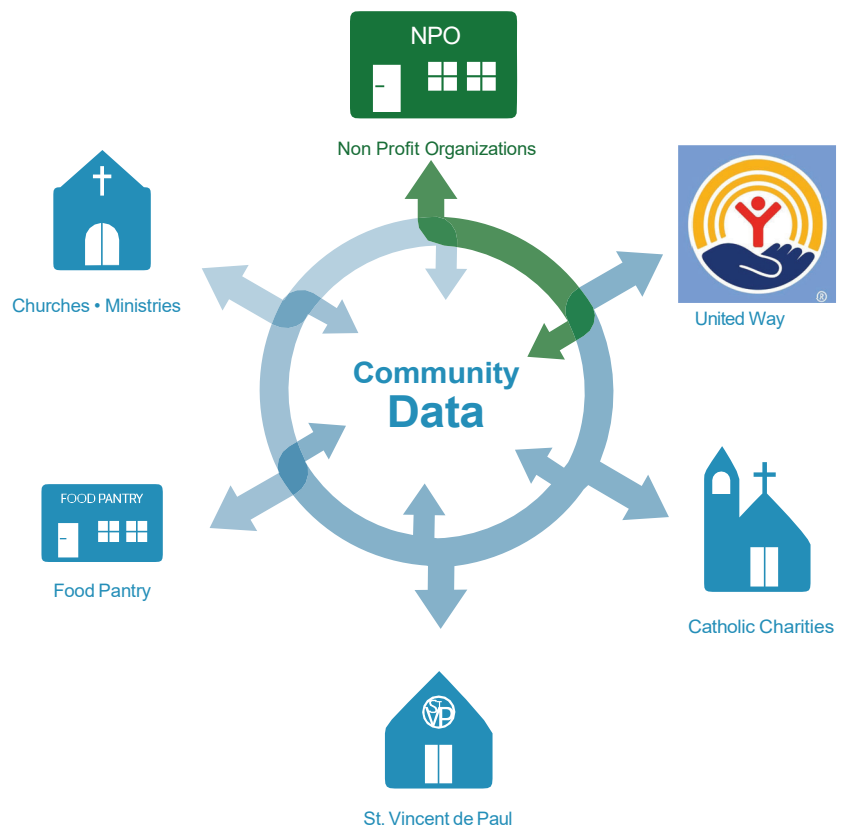 NPO
Non Profit Organizations
Churches • Ministries
®
United Way
Community
Data
FOOD PANTRY
Food Pantry
Catholic Charities
SVP
St. Vincent de Paul